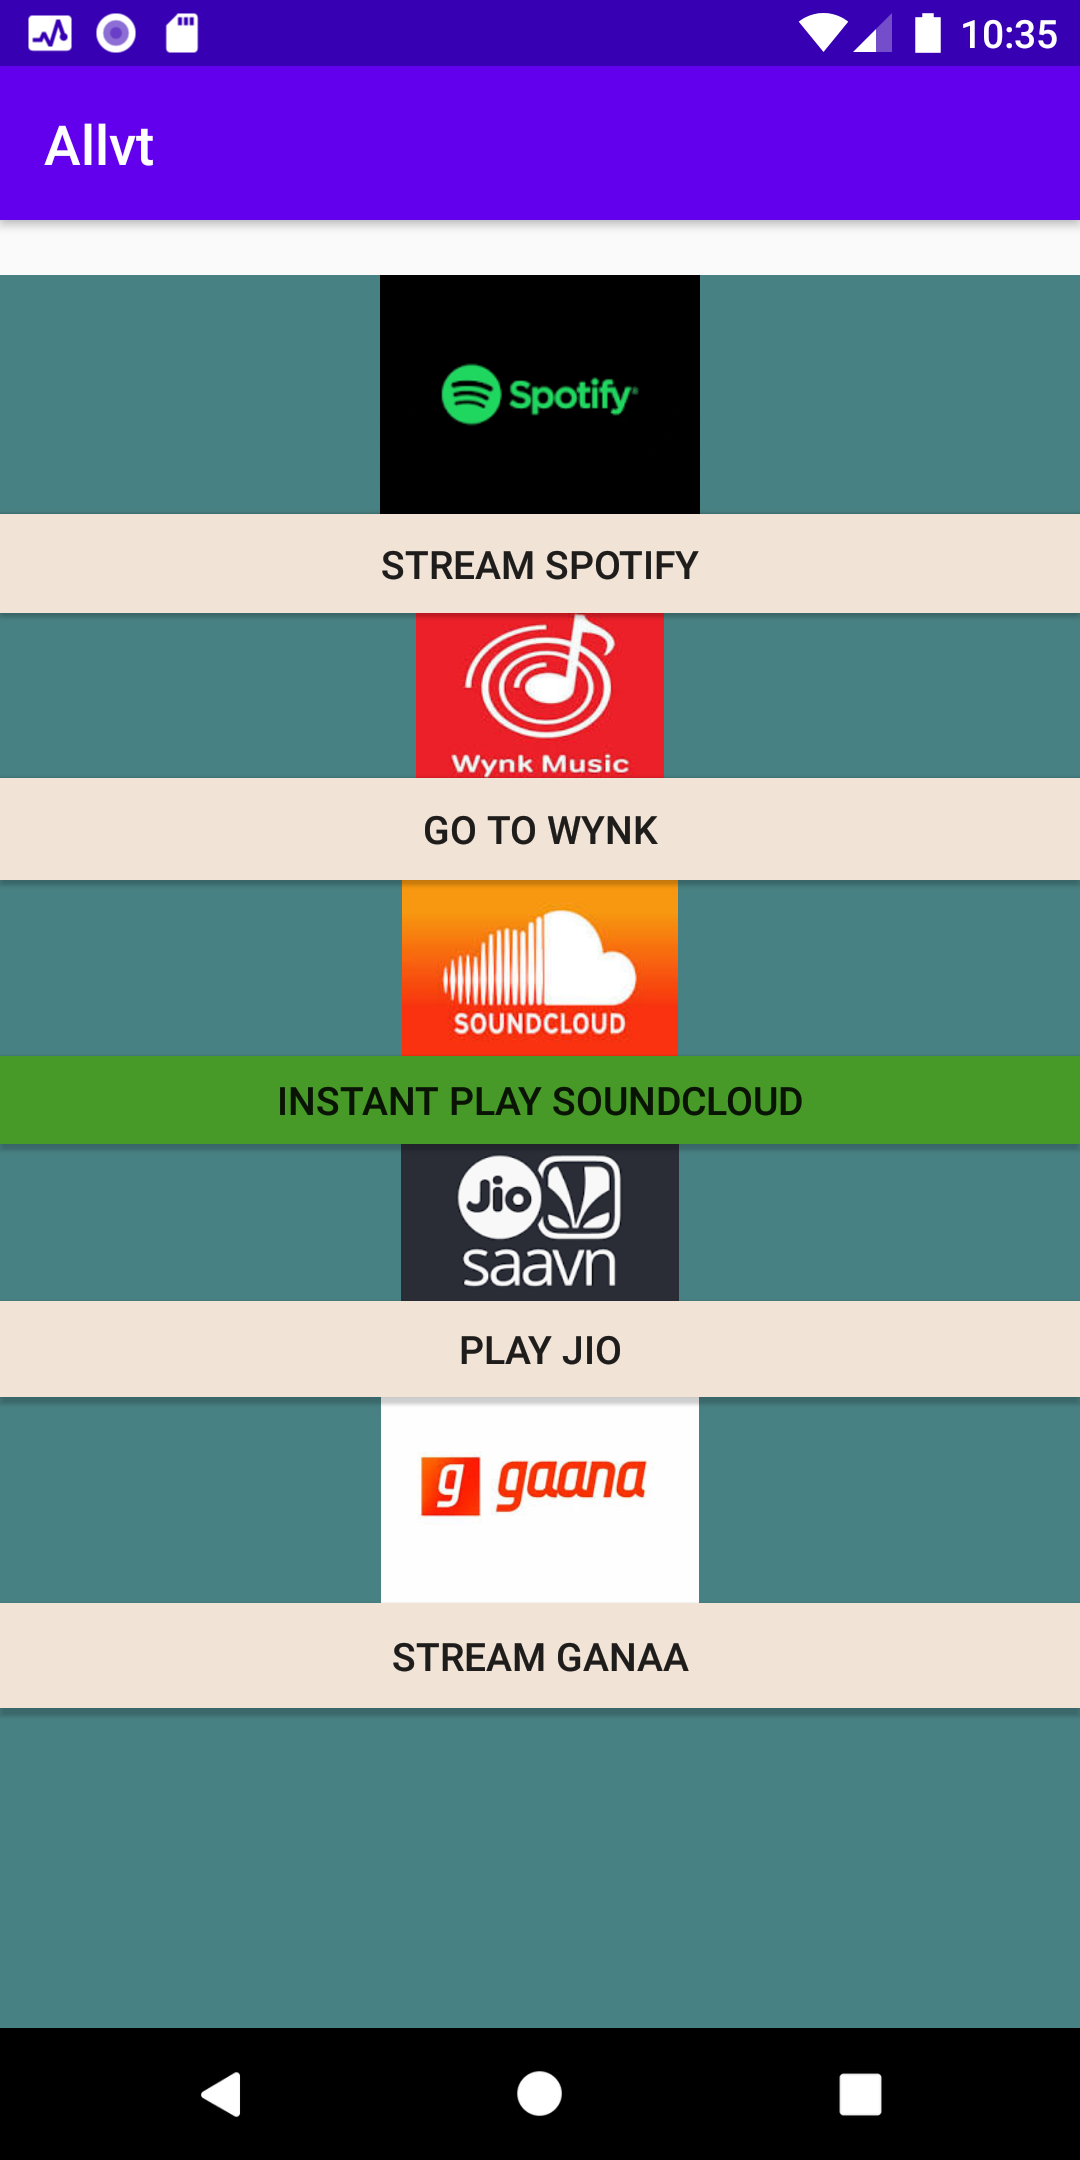 10:35
Allvt
Spotify
STREAM SPOTIFY
Wynk Music
GO TO WYNK
SOUNDCLOUD
INSTANT PLAY SOUNDCLOUD
Jio
saavn
PLAY JIO
g gaana
STREAM GANAA